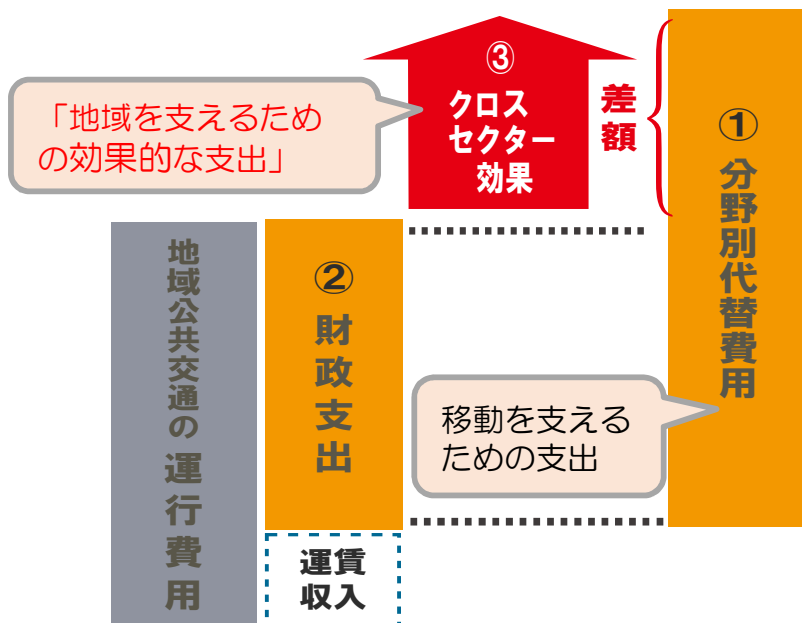 ③
クロス
セクター
効果
差額
「地域を支えるため
の効果的な支出」
①分野別代替費用
地域公共交通の運行費用
②財政支出
移動を支える
ための支出
運賃
収入